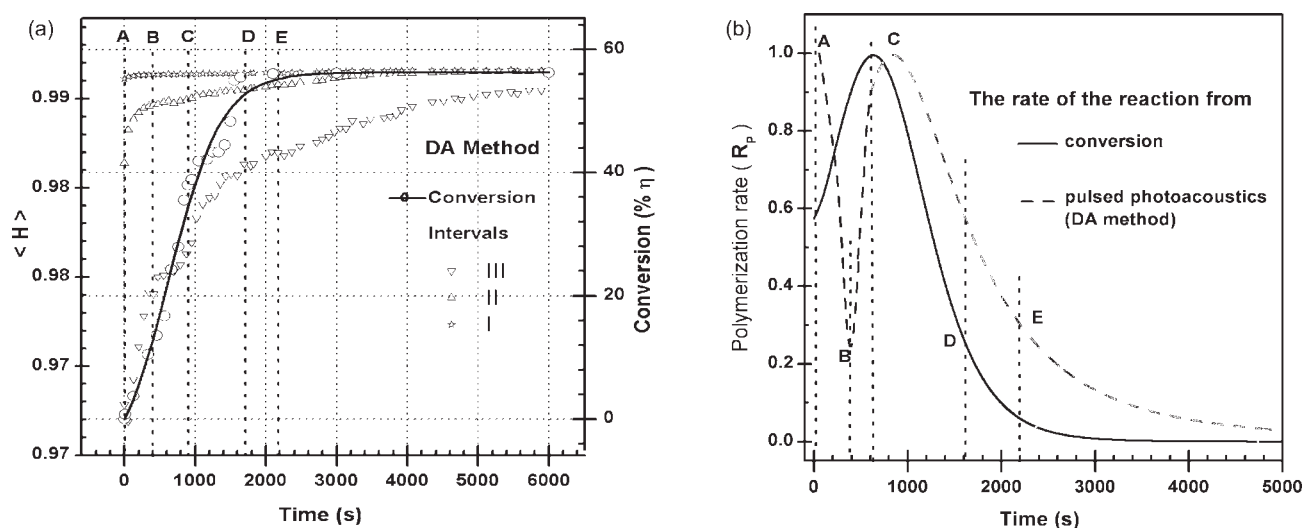 (a)
A B C D E
60
0.99
40
0.98
DA Method
Conversion
Intervals
III
II
I
0.98
20
0.97
0
0.97
< H >
Conversion (% η)
0 1000 2000 3000 4000 5000 6000
Time (s)
(b)
A
C
1.0
The rate of the reaction from
conversion
0.8
pulsed photoacoustics
(DA method)
0.6
0.4
E
D
B
0.2
0.0
Polymerization rate ( Rp )
0 1000 2000 3000 4000 5000
Time (s)